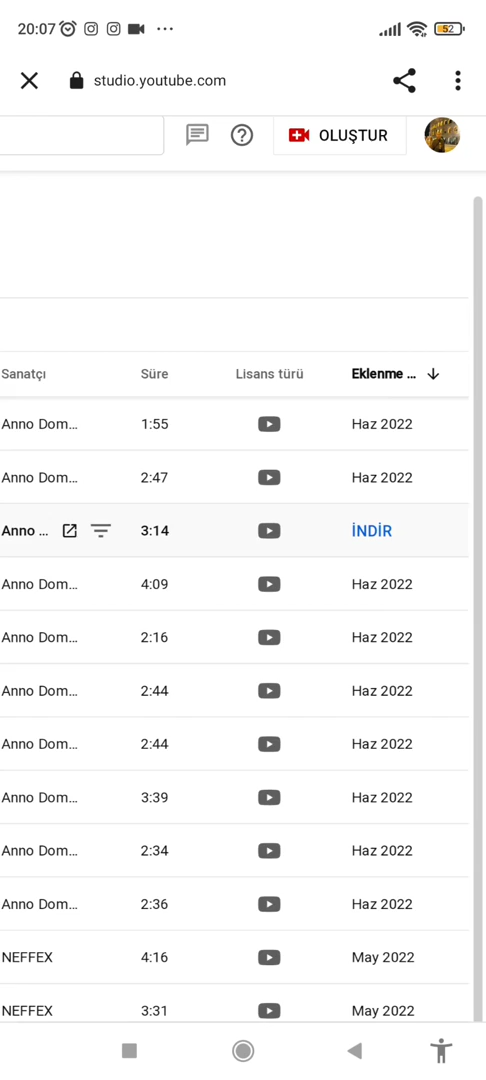 20:07 52
studio.youtube.com
OLUŞTUR
Sanatçı Süre Lisans türü Eklenme ...
Anno Dom... 1:55 Haz 2022
Anno Dom... 2:47 Haz 2022
Anno ... 3:14 İNDİR
Anno Dom... 4:09 Haz 2022
Anno Dom... 2:16 Haz 2022
Anno Dom... 2:44 Haz 2022
Anno Dom... 2:44 Haz 2022
Anno Dom... 3:39 Haz 2022
Anno Dom... 2:34 Haz 2022
Anno Dom... 2:36 Haz 2022
NEFFEX 4:16 May 2022
NEFFEX 3:31 May 2022